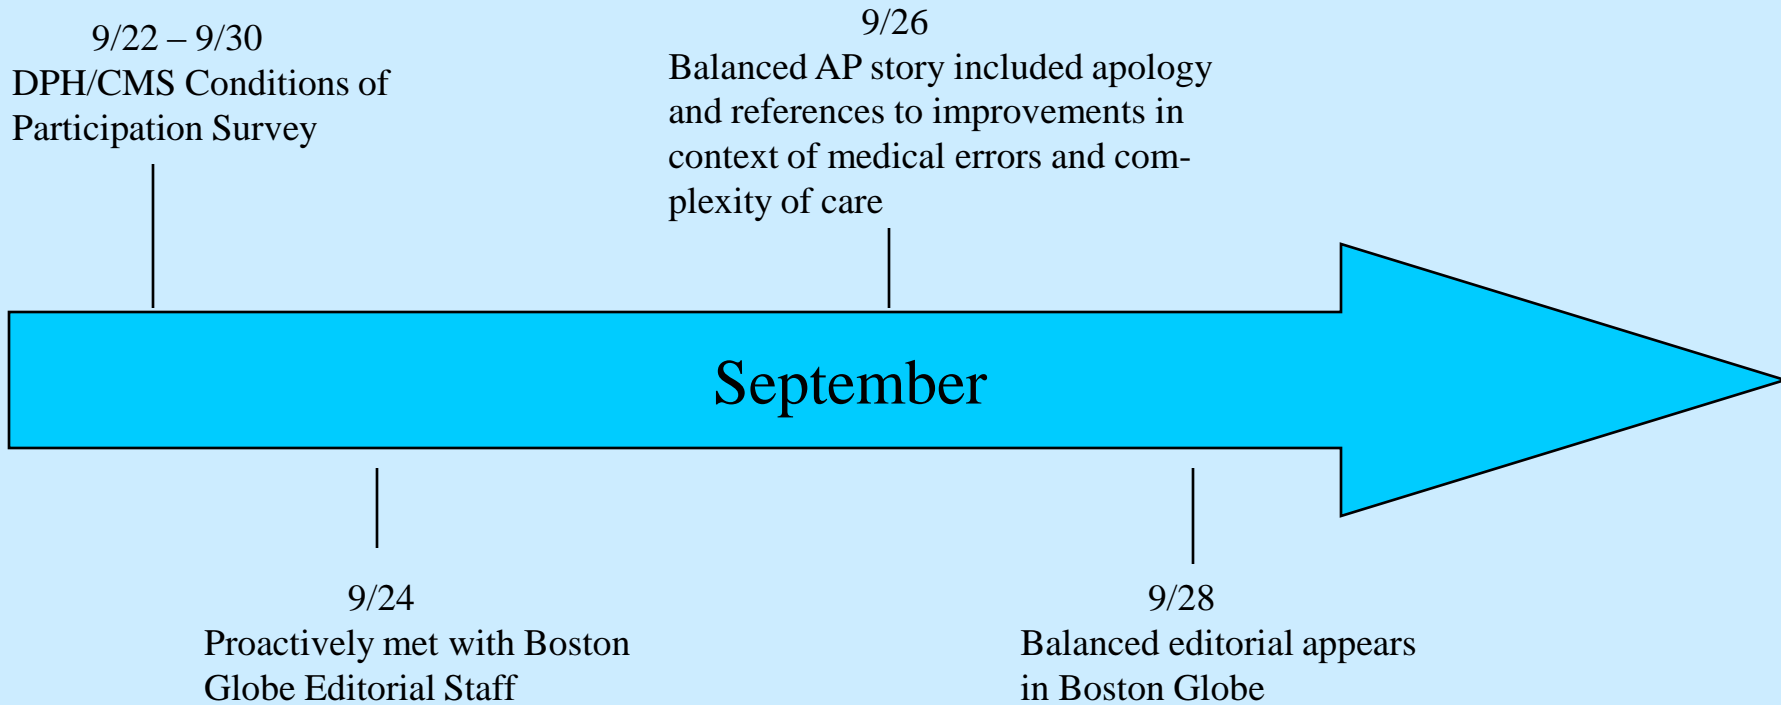 9/22 – 9/30
DPH/CMS Conditions of
Participation Survey
9/26
Balanced AP story included apology
and references to improvements in
context of medical errors and com-
plexity of care
September
9/24
Proactively met with Boston
Globe Editorial Staff
9/28
Balanced editorial appears
in Boston Globe